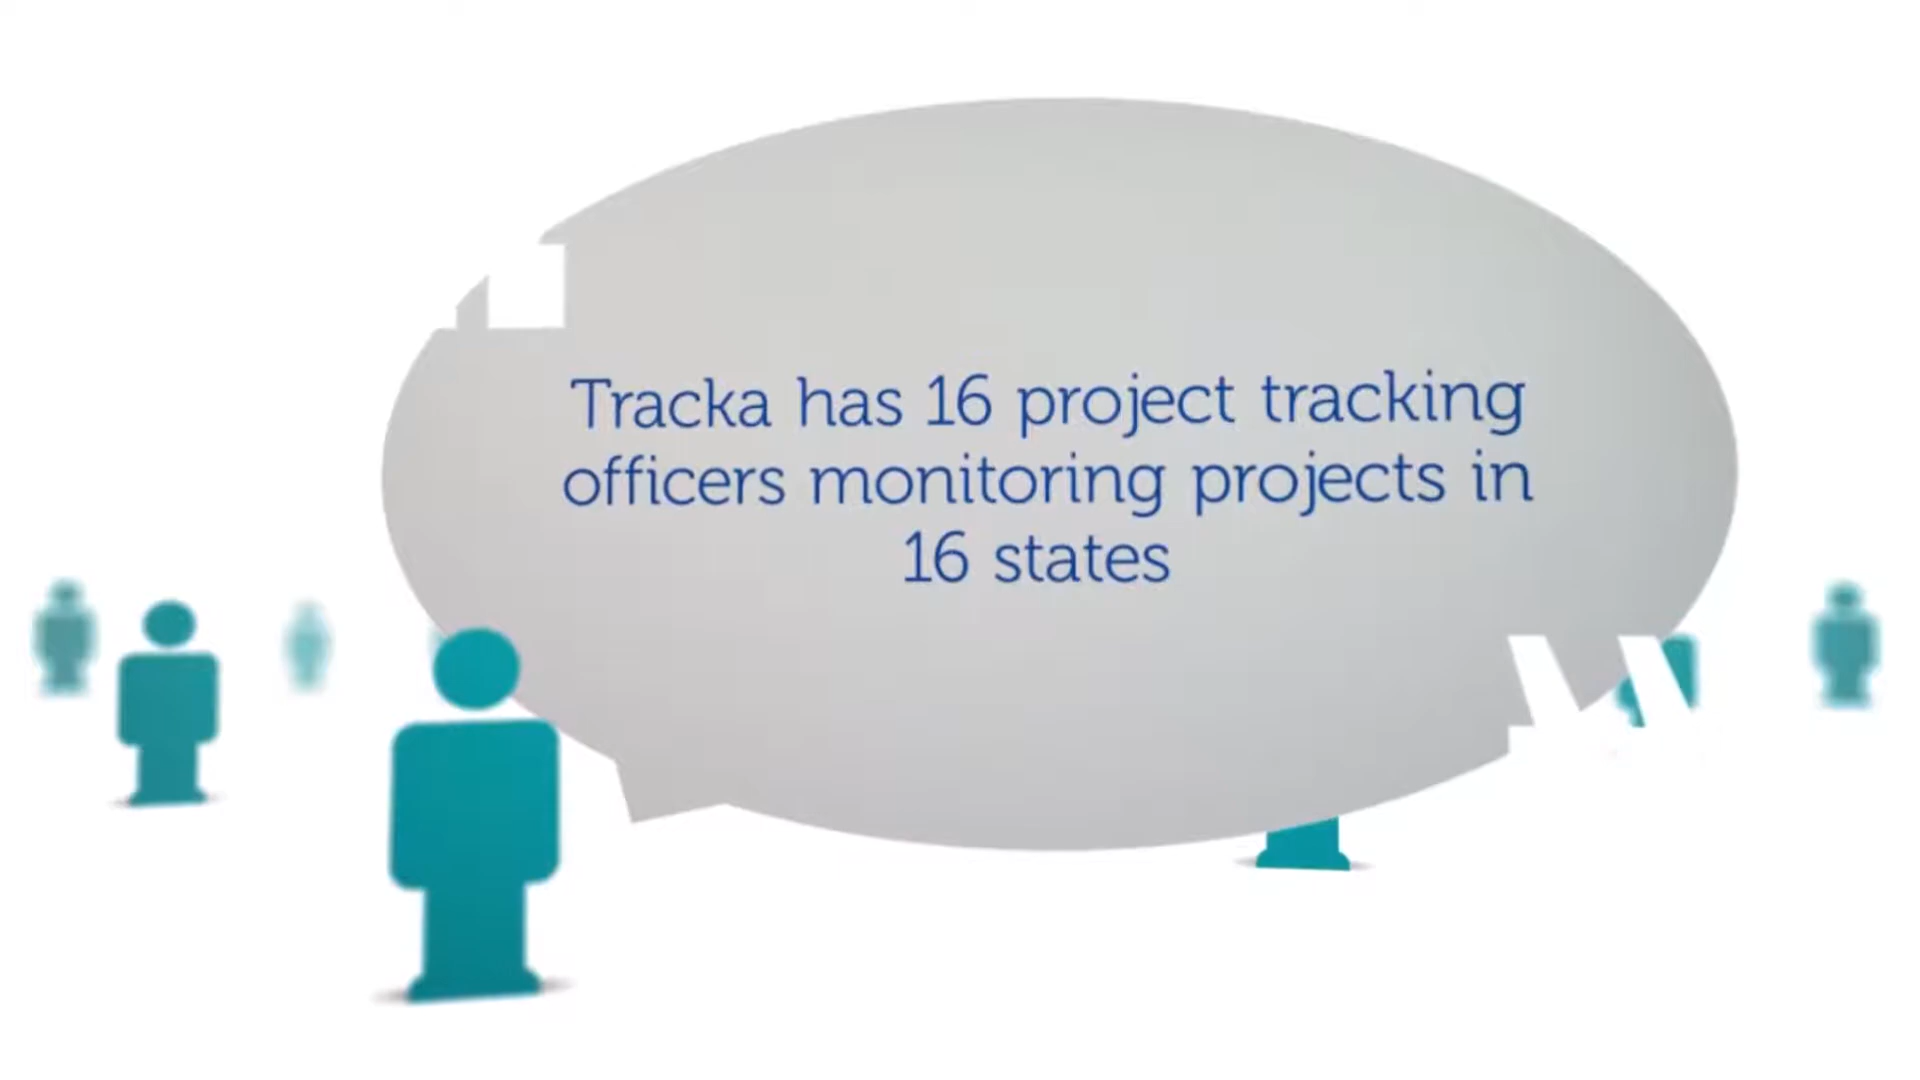 Tracka has 16 project tracking
officers monitoring projects in
16 states